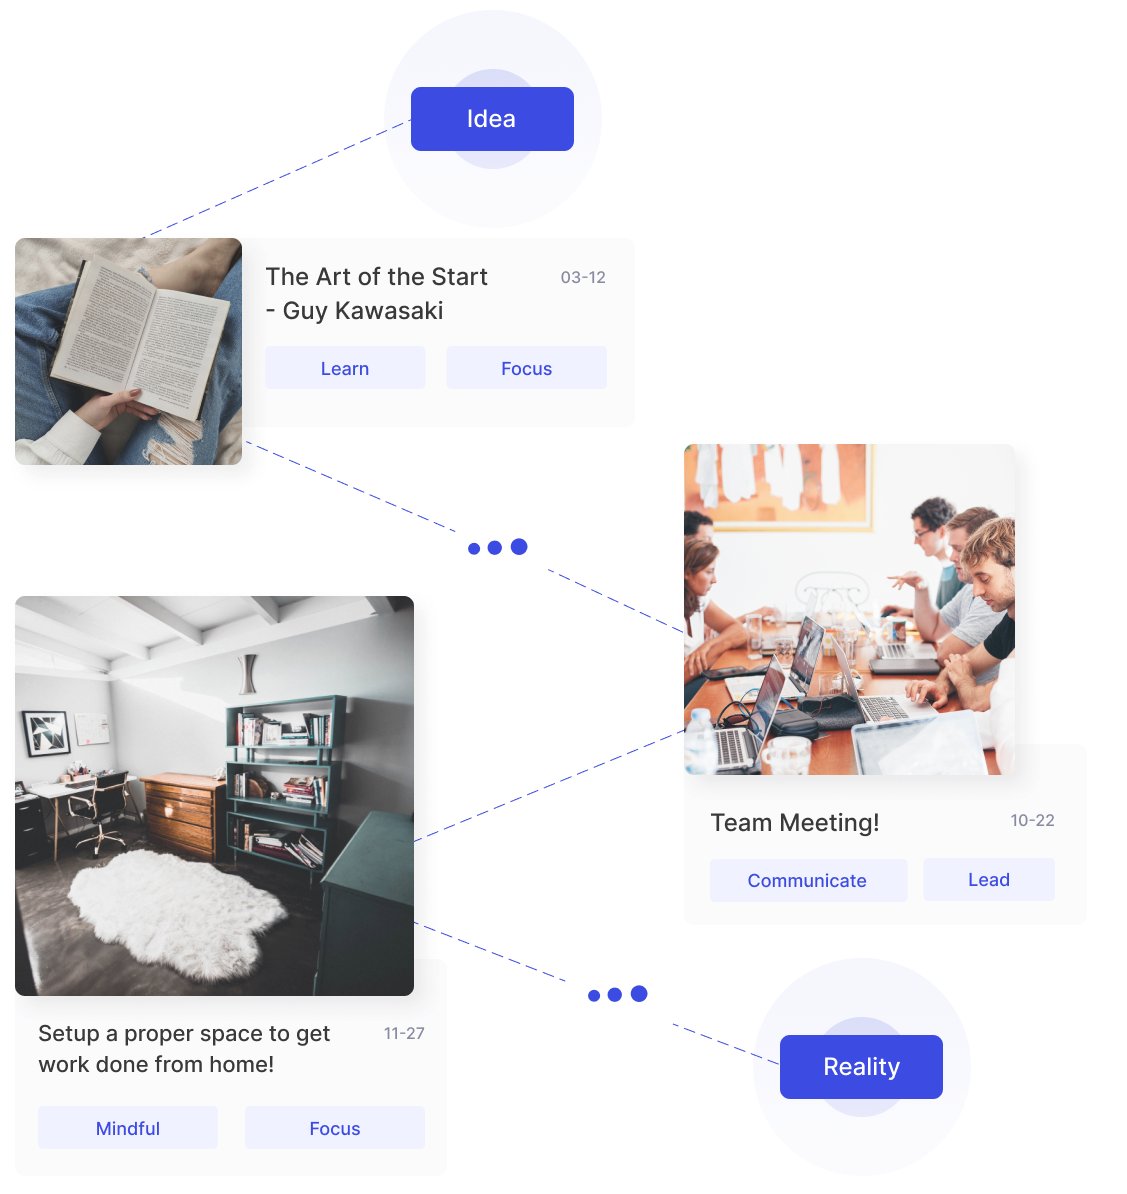 Idea
The Art of the Start
- Guy Kawasaki
03-12
Learn
Focus
Team Meeting!
10-22
Communicate
Lead
Setup a proper space to get
work done from home!
11-27
Mindful
Focus
Reality